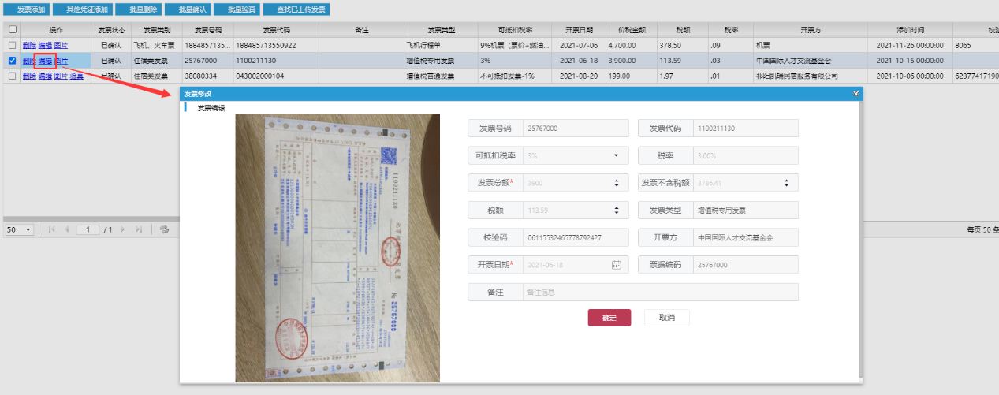 发票添加 其他凭证添加 批量删除 批量确认 批量验真 查找已上传发票
操作 发票状态 发票类别 发票号码 发票代码 备注 发票类型 可抵扣税率 开票日期 价税金额 税额 税率 开票方 添加时间 校验
删除 编辑 图片 已确认 飞机、火车票 1884857135... 18848571355­0922 飞机行程单 9%机票（票价+燃油... 2021-07-06 4,700.00 378.50 .09 机票 2021-11-26 00:00:00 8065
删除 编辑 图片 已确认 住宿类发票 25767000 1100211130 增值税专用发票 3% 2021-06-18 3,900.00 113.59 .03 中国国际人才交流基金会 2021-10-15 00:00:00
删除 编辑 图片 验真 已确认 住宿类发票 38080334 043002000104 增值税普通发票 不可抵扣发票-1% 2021-08-20 199.00 1.97 .01 祁阳凯瑞民宿服务有限公司 2021-10-06 00:00:00 62377417190
发票修改
发票编辑
发票号码 25767000 发票代码 1100211130
可抵扣税率 3% 税率 3.00%
发票总额* 3900 发票不含税额 3786.41
税额 113.59 发票类型 增值税专用发票
校验码 06115532465778792427 开票方 中国国际人才交流基金会
开票日期* 2021-06-18 票据编码 25767000
备注 备注信息
确定 取消
1100211130
№ 25767000
50 1 / 1 每页 50 条